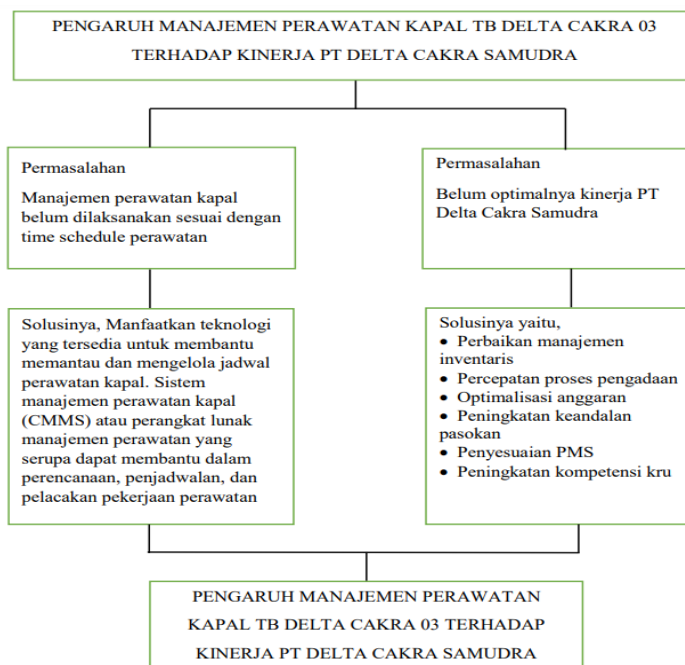 PENGARUH MANAJEMEN PERAWATAN KAPAL TB DELTA CAKRA 03
TERHADAP KINERJA PT DELTA CAKRA SAMUDRA
Permasalahan
Manajemen perawatan kapal
belum dilaksanakan sesuai dengan
time schedule perawatan
Permasalahan
Belum optimalnya kinerja PT
Delta Cakra Samudra
Solusinya, Manfaatkan teknologi
yang tersedia untuk membantu
memantau dan mengelola jadwal
perawatan kapal. Sistem
manajemen perawatan kapal
(CMMS) atau perangkat lunak
manajemen perawatan yang
serupa dapat membantu dalam
perencanaan, penjadwalan, dan
pelacakan pekerjaan perawatan
Solusinya yaitu,
• Perbaikan manajemen
inventaris
• Percepatan proses pengadaan
• Optimalisasi anggaran
• Peningkatan keandalan
pasokan
• Penyesuaian PMS
• Peningkatan kompetensi kru
PENGARUH MANAJEMEN PERAWATAN
KAPAL TB DELTA CAKRA 03 TERHADAP
KINERJA PT DELTA CAKRA SAMUDRA